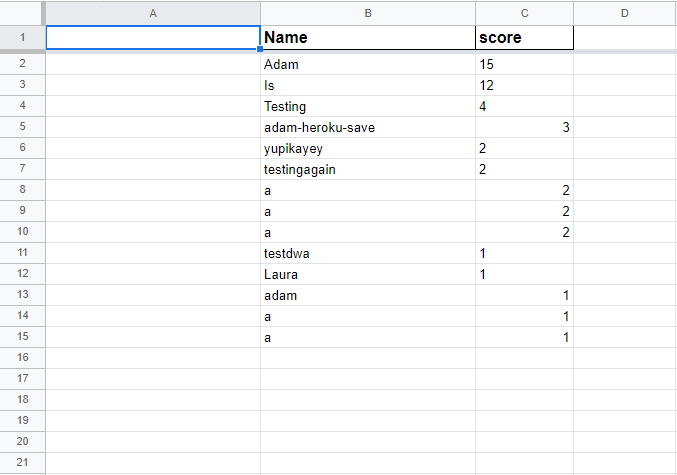 A B C D
1 Name score
2 Adam 15
3 Is 12
4 Testing 4
5 adam-heroku-save 3
6 yupikayey 2
7 testingagain 2
8 a 2
9 a 2
10 a 2
11 testdwa 1
12 Laura 1
13 adam 1
14 a 1
15 a 1
16
17
18
19
20
21